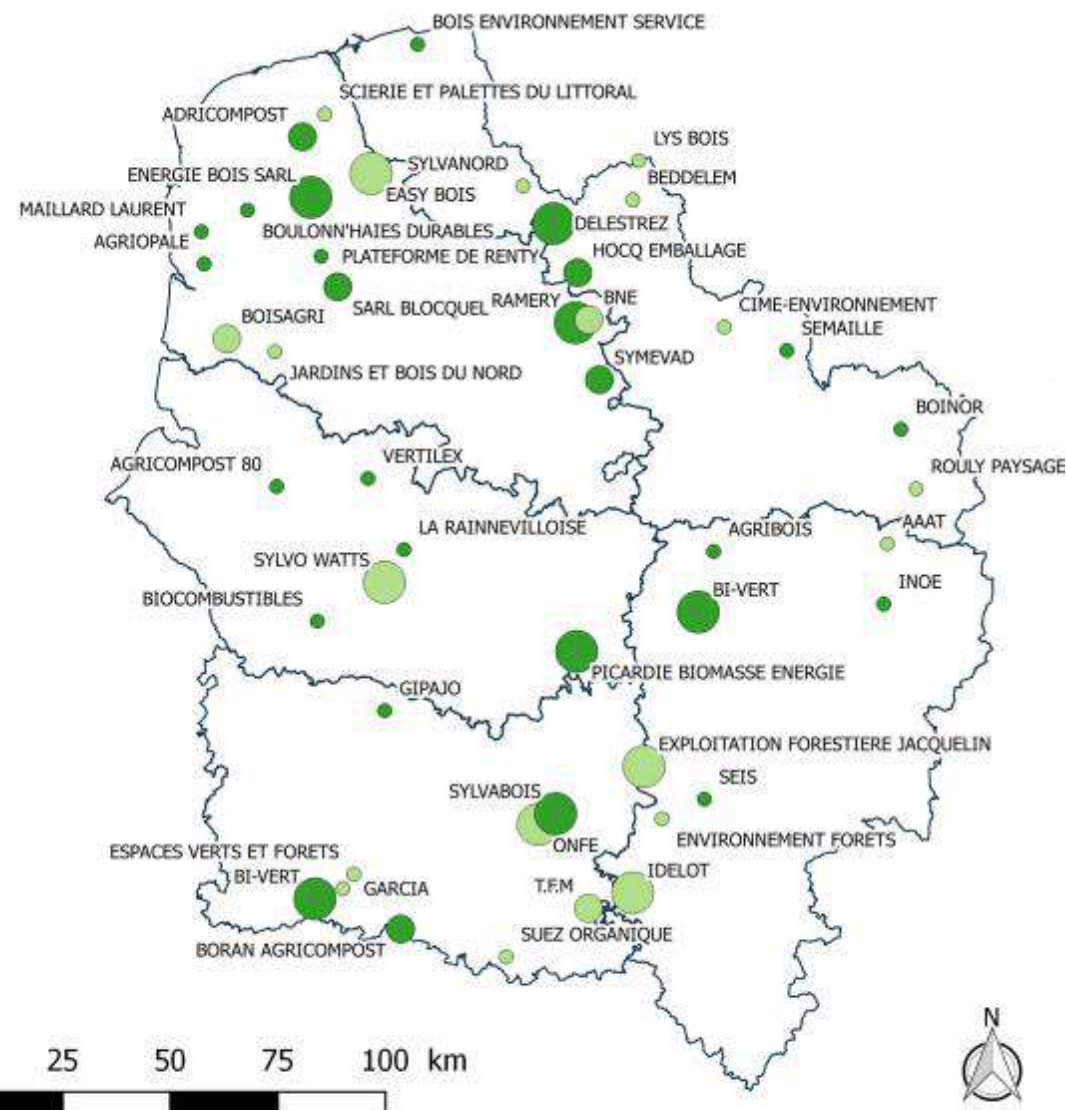 BOIS ENVIRONNEMENT SERVICE
SCIERIE ET PALETTES DU LITTORAL
ADRICOMPOST
LYS BOIS
SYLVANORD
ENERGIE BOIS SARL
BEDDELEM
EASY BOIS
MAILLARD LAURENT
DELESTREZ
BOULONN'HAIES DURABLES
AGRIOPALE
HOCQ EMBALLAGE
PLATEFORME DE RENTY
RAMERY
BNE
CIME-ENVIRONNEMENT
SARL BLOCQUEL
BOISAGRI
SEMAILLE
SYMEVAD
JARDINS ET BOIS DU NORD
BOINOR
VERTILEX
AGRICOMPOST 80
ROULY PAYSAGE
LA RAINNEVILLOISE
AAAT
AGRIBOIS
SYLVO WATTS
INOE
BI-VERT
BIOCOMBUSTIBLES
PICARDIE BIOMASSE ENERGIE
GIPAJO
EXPLOITATION FORESTIERE JACQUELIN
SEIS
SYLVABOIS
ONFE
ENVIRONNEMENT FORETS
ESPACES VERTS ET FORETS
IDELOT
BI-VERT
GARCIA
T.F.M
SUEZ ORGANIQUE
BORAN AGRICOMPOST
N
25 50 75 100 km